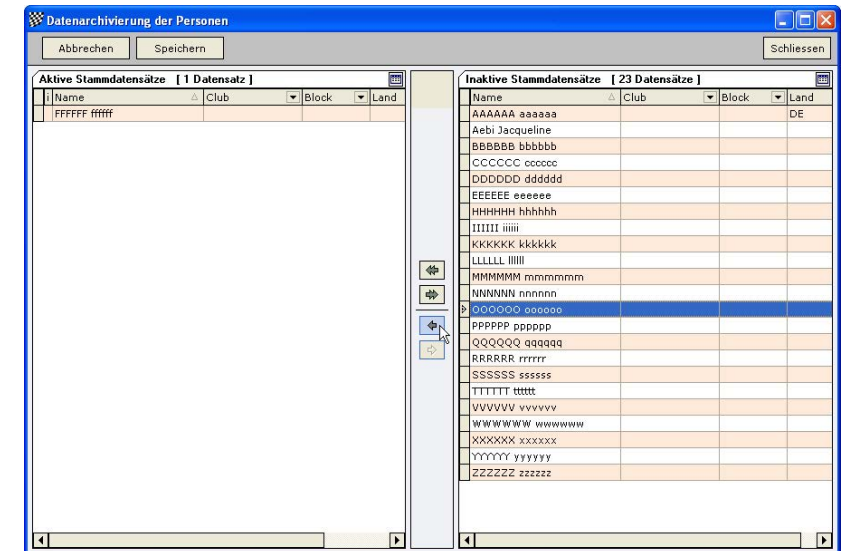 Datenarchivierung der Personen
Abbrechen Speichern Schliessen
Aktive Stammdatensätze [ 1 Datensatz ]
i Name Club Block Land
FFFFFF ffffff
Inaktive Stammdatensätze [ 23 Datensätze ]
Name Club Block Land
AAAAAA aaaaaa DE
Aebi Jacqueline
BBBBBB bbbbbb
CCCCCC cccccc
DDDDDD dddddd
EEEEEE eeeeee
HHHHHH hhhhhh
IIIIII iiiiii
KKKKKK kkkkkk
LLLLLL llllll
MMMMMM mmmmmm
NNNNNN nnnnnn
OOOOOO oooooo
PPPPPP pppppp
QQQQQQ qqqqqq
RRRRRR rrrrrr
SSSSSS ssssss
TTTTTT tttttt
VVVVVV vvvvvv
WWWWWW wwwwww
XXXXXX xxxxxx
YYYYYY yyyyyy
ZZZZZZ zzzzzz